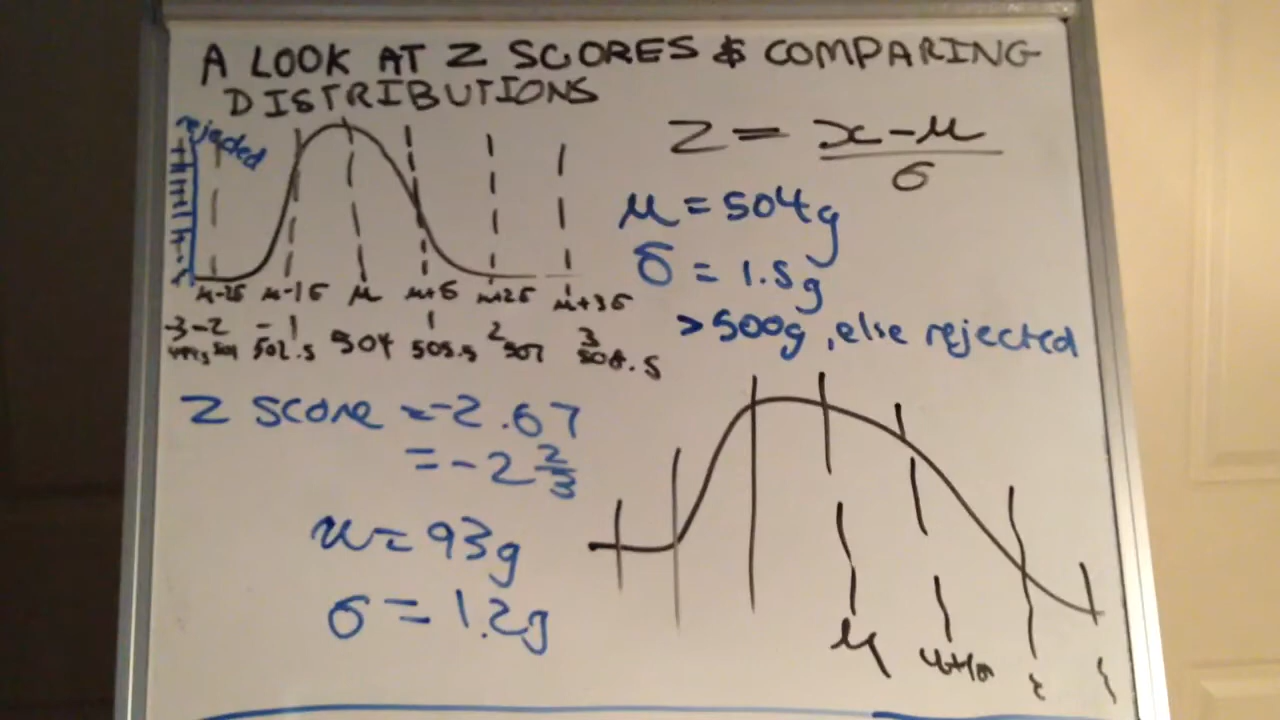 A LOOK AT Z SCORES & COMPARING
DISTRIBUTIONS
rejected
z = x-μ
σ
μ = 504g
σ = 1.5g
>500g, else rejected
μ-2σ μ-1σ μ μ+σ μ+2σ μ+3σ
-3 -2 -1 1 2 3
502.5 504 505.5 507 508.5
Z score = -2.67
= -2 2/3
μ = 93g
σ = 1.2g
μ